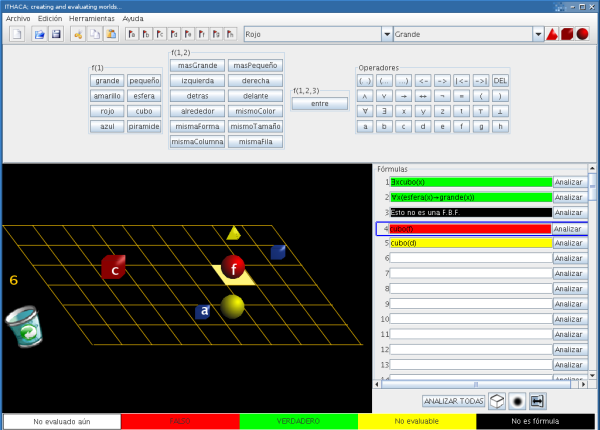 ITHACA: creating and evaluating worlds...
Archivo Edición Herramientas Ayuda
Rojo Grande
f(1) f(1,2) f(1,2,3) Operadores
grande pequeño
amarillo esfera
rojo cubo
azul piramide
masGrande masPequeño
izquierda derecha
detras delante
alrededor mismoColor
mismaForma mismoTamaño
mismaColumna mismaFila
entre
{..} {... ...} <-- --> |<-- -->| DEL
∧ ∨ → ↔ ¬ = ( )
∀ ∃ x y z t ⊤ ⊥
a b c d e f g h
Fórmulas
1 ∃xcubo(x) Analizar
2 ∀x(esfera(x)→grande(x)) Analizar
3 Esto no es una F.B.F. Analizar
4 cubo(f) Analizar
5 cubo(d) Analizar
6 Analizar
7 Analizar
8 Analizar
9 Analizar
10 Analizar
11 Analizar
12 Analizar
13 Analizar
6
c f
a
ANALIZAR TODAS
No evaluado aún FALSO VERDADERO No evaluable No es fórmula